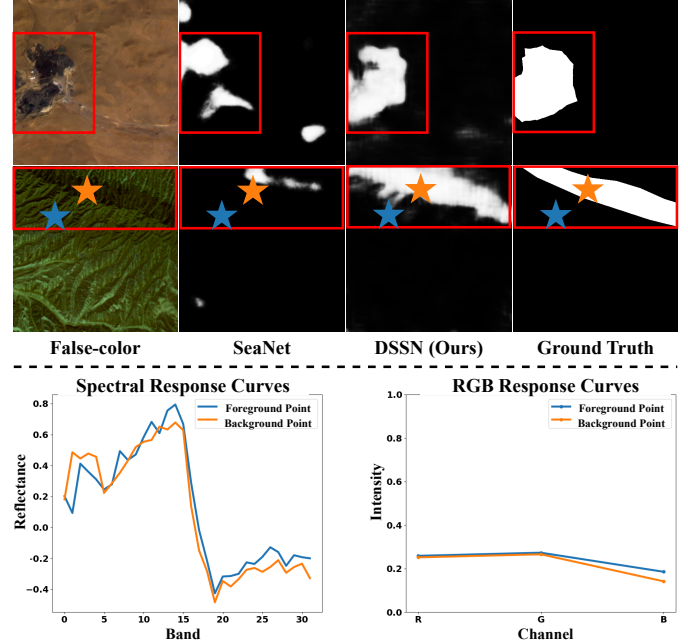 False-color SeaNet DSSN (Ours) Ground Truth
Spectral Response Curves
0.8
0.6
0.4
0.2
0.0
−0.2
−0.4
Reflectance
Foreground Point
Background Point
0 5 10 15 20 25 30
Band
RGB Response Curves
1.0
0.8
0.6
0.4
0.2
0.0
Intensity
Foreground Point
Background Point
R G B
Channel